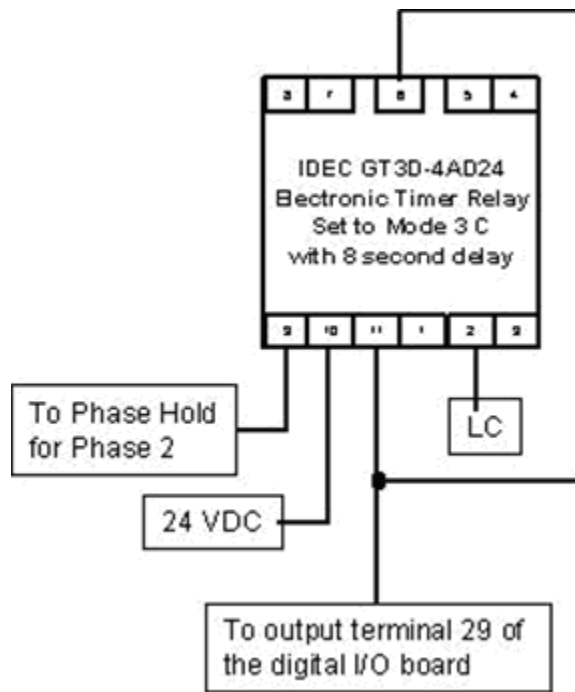 8 7 6 5 4
IDEC GT3D-4AD24
Electronic Timer Relay
Set to Mode 3 C
with 8 second delay
9 10 11 1 2 3
To Phase Hold
for Phase 2
LC
24 VDC
To output terminal 29 of
the digital I/O board